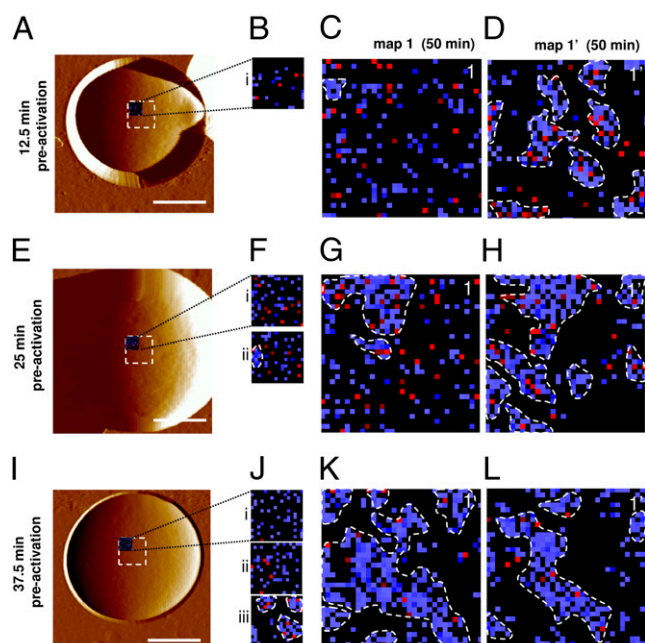 A
B
C
D
map 1 (50 min)
map 1' (50 min)
12.5 min
pre-activation
i
1
1'
E
F
G
H
25 min
pre-activation
i
ii
1
1'
I
J
K
L
37.5 min
pre-activation
i
ii
iii
1
1'